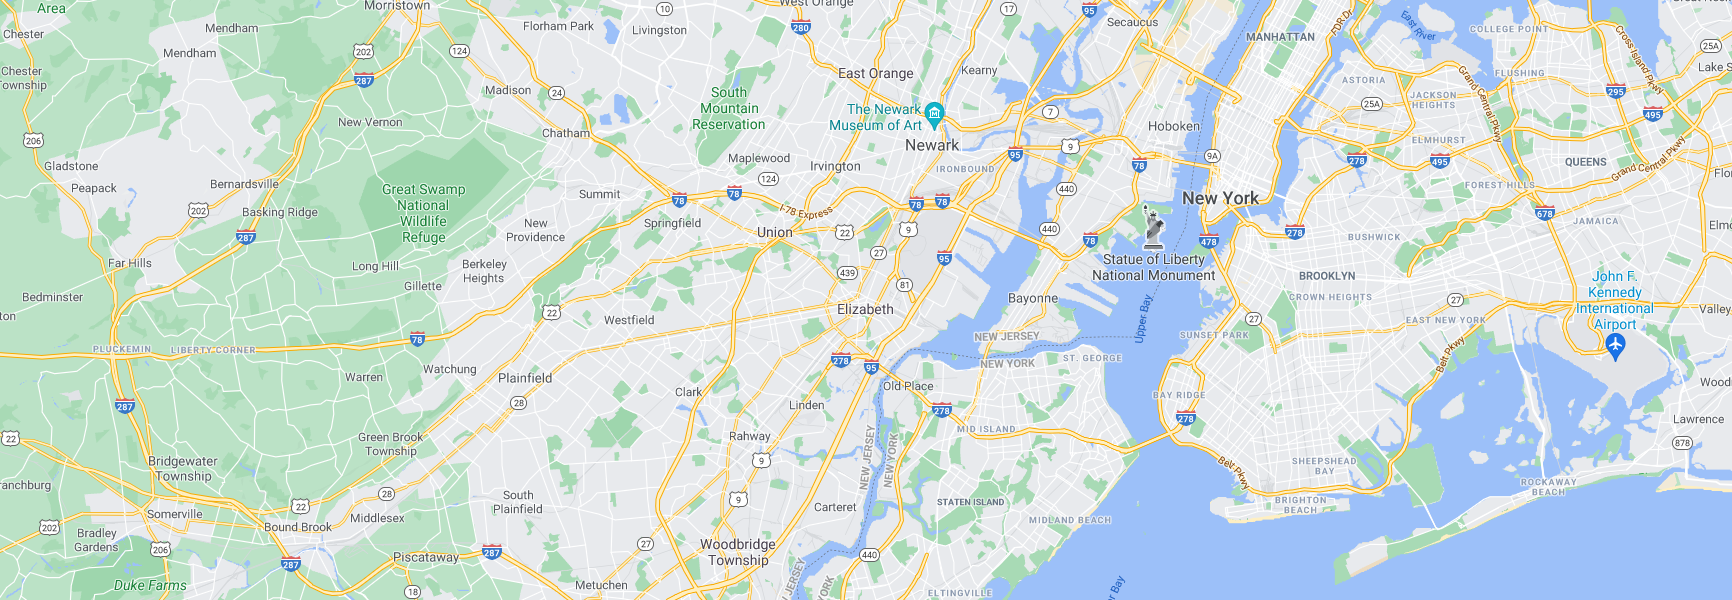 Area
Morristown
10
West Orange
280
17
95
Secaucus
MANHATTAN
FDR Dr
East River
COLLEGE POINT
Cross Island Pkwy
25A
Lake S
Chester
Mendham
Mendham
Florham Park
Livingston
202
124
287
Chester
Township
Madison
24
New Vernon
Chatham
South
Mountain
Reservation
East Orange
Kearny
The Newark
Museum of Art
Newark
7
Hoboken
9
95
IRONBOUND
9A
ASTORIA
Grand Central Pkwy
FLUSHING
295
495
JACKSON
HEIGHTS
25A
ELMHURST
278
495
QUEENS
Grand Central Pkwy
FOREST HILLS
206
Gladstone
Peapack
Bernardsville
202
Basking Ridge
287
Great Swamp
National
Wildlife
Refuge
Summit
Maplewood
124
Irvington
78
78
I-78 Express
78
78
440
78
New York
678
JAMAICA
Springfield
New
Providence
Union
22
9
440
78
478
278
BUSHWICK
Elmo
Far Hills
Long Hill
Berkeley
Heights
Gillette
27
439
95
81
Statue of Liberty
National Monument
BROOKLYN
CROWN HEIGHTS
John F.
Kennedy
International
Airport
Bedminster
22
Westfield
Elizabeth
Bayonne
Upper Bay
27
27
EAST NEW YORK
Valley
PLUCKEMIN
LIBERTY CORNER
78
NEW JERSEY
NEW YORK
ST. GEORGE
SUNSET PARK
Belt Pkwy
Warren
Watchung
Plainfield
278
95
Old Place
Clark
Linden
BAY RIDGE
287
28
278
278
MID ISLAND
Lawrence
22
Green Brook
Township
Rahway
9
NEW JERSEY
NEW YORK
878
Belt Pkwy
SHEEPSHEAD
BAY
Bridgewater
Township
ranchburg
28
22
South
Plainfield
9
Carteret
STATEN ISLAND
BRIGHTON
BEACH
ROCKAWAY
BEACH
202
Somerville
Bound Brook
Middlesex
MIDLAND BEACH
Bradley
Gardens
206
287
Piscataway
287
27
Woodbridge
Township
440
Duke Farms
18
Metuchen
ELTINGVILLE